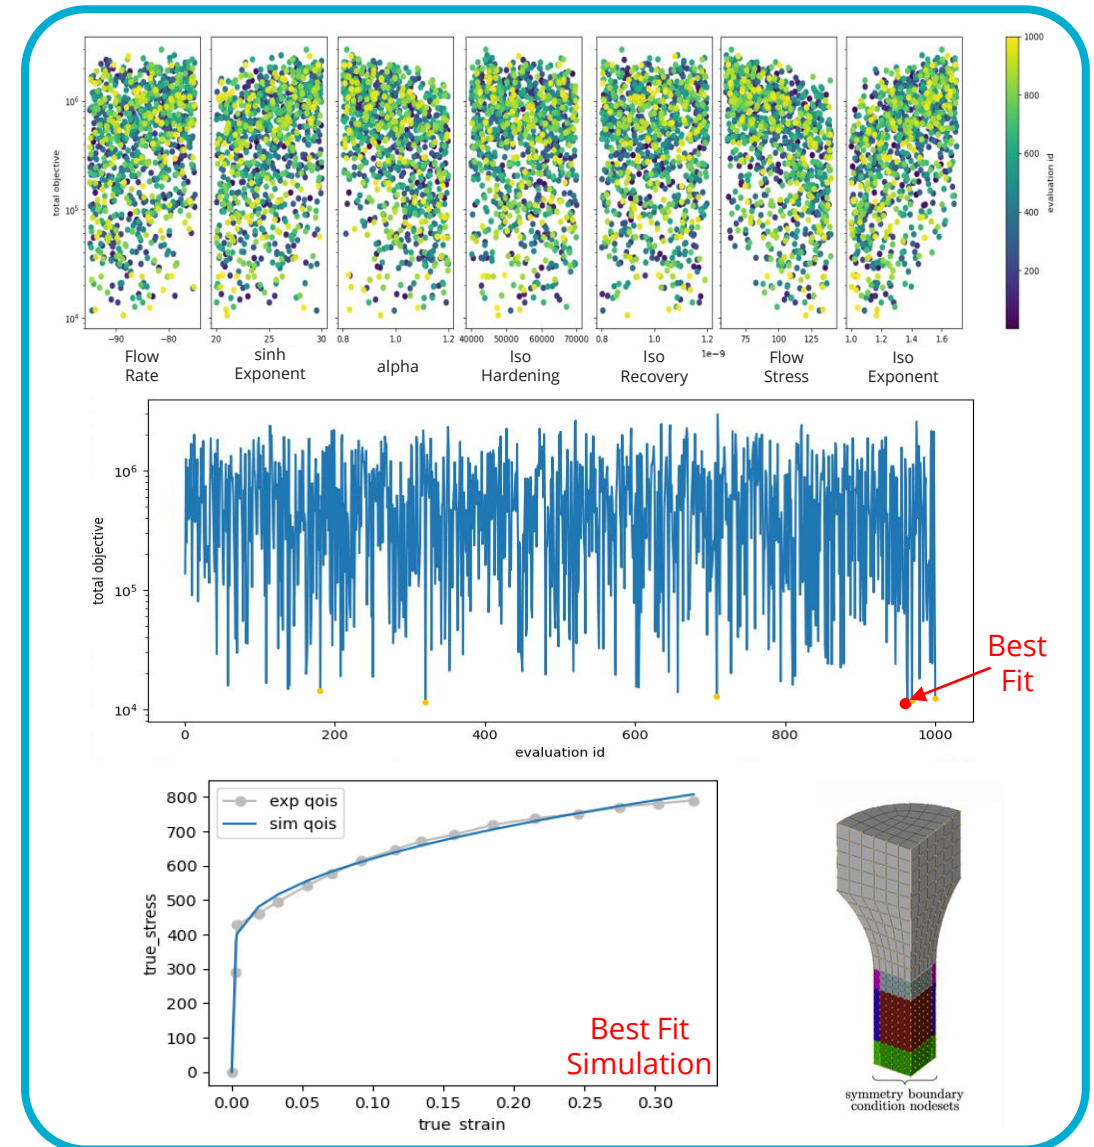 total objective
10⁶
10⁵
10⁴
−90 −80
20 25 30
0.8 1.0 1.2
40000 50000 60000 70000
0.8 1.0 1.2
1e−9
75 100 125
1.0 1.2 1.4 1.6
Flow
Rate
sinh
Exponent
alpha
Iso
Hardening
Iso
Recovery
Flow
Stress
Iso
Exponent
1000
800
600
400
200
evaluation id
total objective
10⁶
10⁵
10⁴
0 200 400 600 800 1000
evaluation id
Best
Fit
true_stress
800
700
600
500
400
300
200
100
0
exp qois
sim qois
Best Fit
Simulation
0.00 0.05 0.10 0.15 0.20 0.25 0.30
true_strain
symmetry boundary
condition nodesets